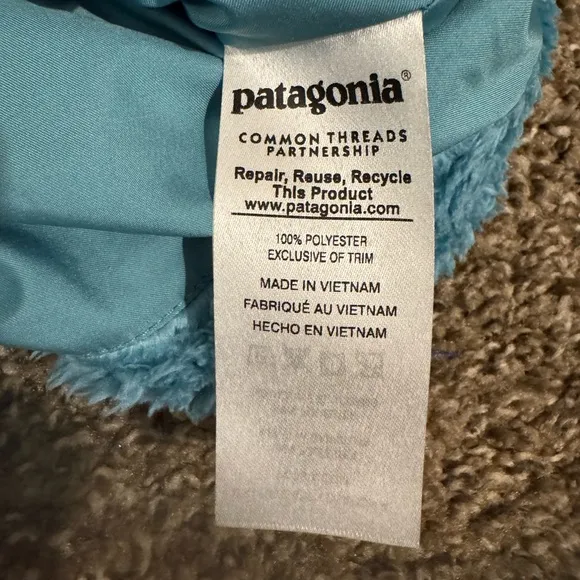 patagonia®
COMMON THREADS
PARTNERSHIP
Repair, Reuse, Recycle
This Product
www.patagonia.com
100% POLYESTER
EXCLUSIVE OF TRIM
MADE IN VIETNAM
FABRIQUÉ AU VIETNAM
HECHO EN VIETNAM